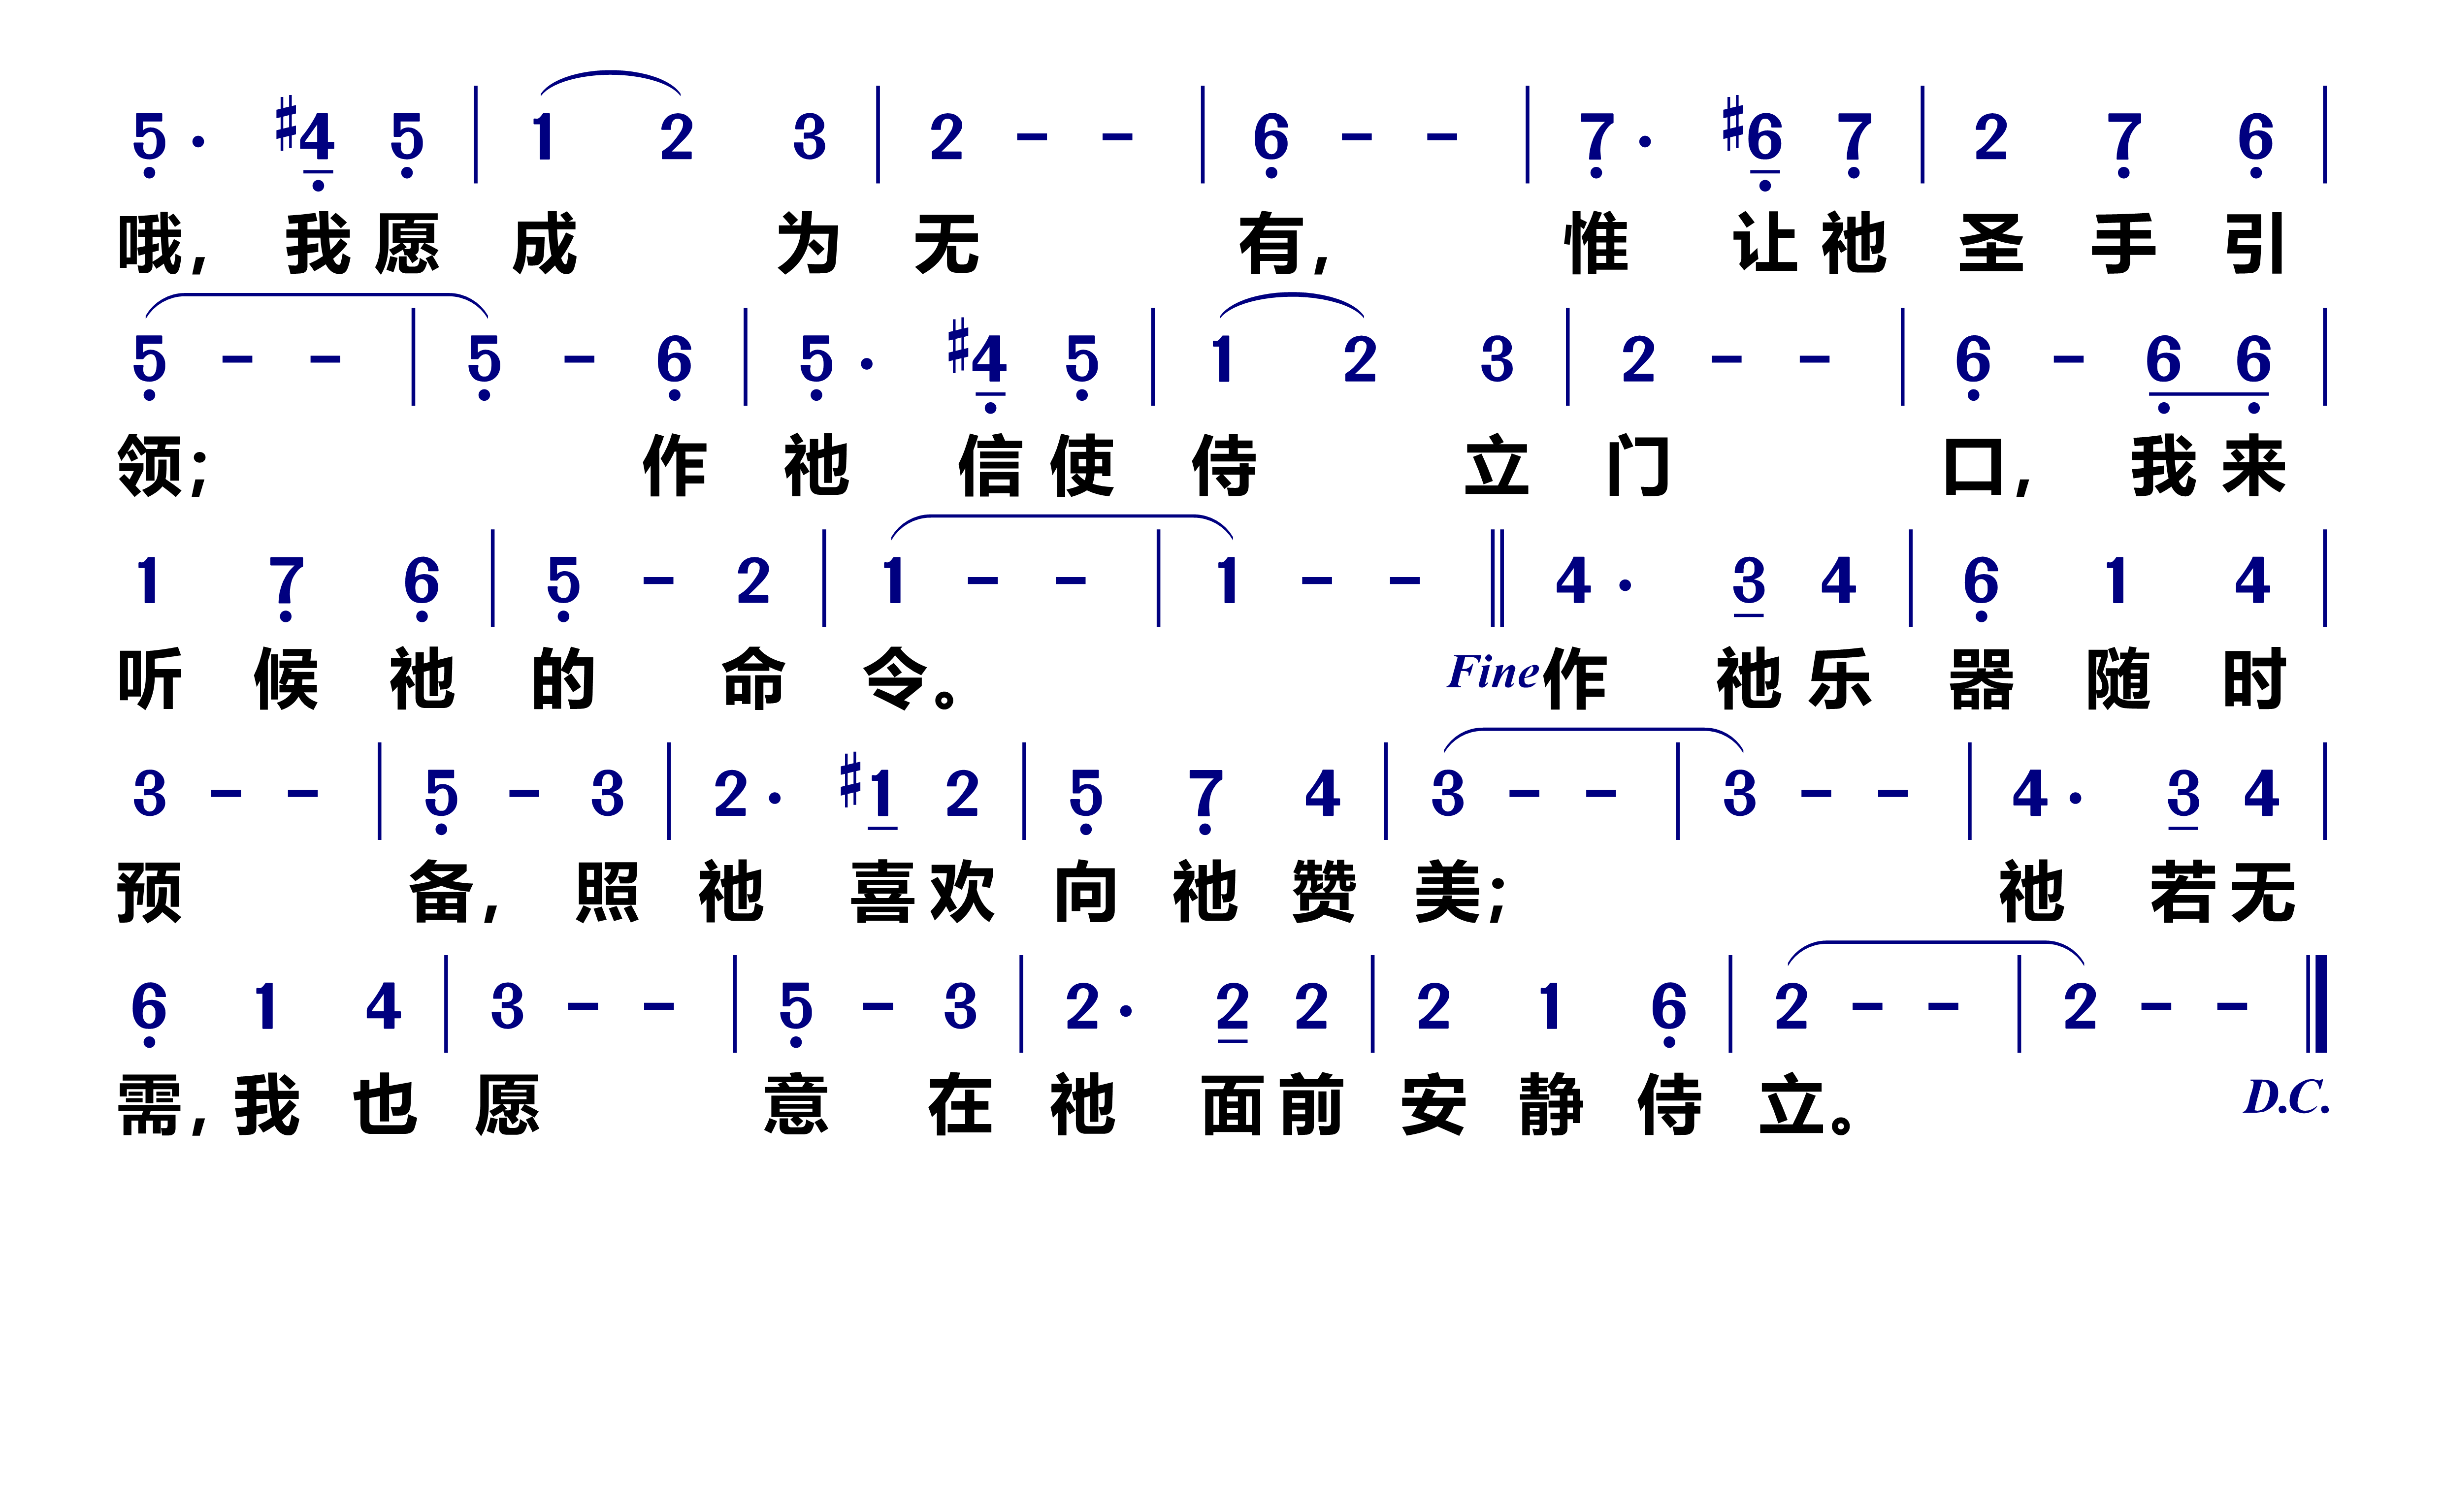 5· #4 5 | 1 2 3 | 2 – – | 6 – – | 7· #6 7 | 2 7 6 |
哦, 我愿 成 为 无 有, 惟 让祂 圣 手 引
5 – – | 5 – 6 | 5· #4 5 | 1 2 3 | 2 – – | 6 – 6 6 |
领; 作 祂 信使 侍 立 门 口, 我来
1 7 6 | 5 – 2 | 1 – – | 1 – – || 4· 3 4 | 6 1 4 |
听 候 祂 的 命 令。 Fine 作 祂乐 器 随 时
3 – – | 5 – 3 | 2· #1 2 | 5 7 4 | 3 – – | 3 – – | 4· 3 4 |
预 备, 照 祂 喜欢 向 祂 赞 美; 祂 若无
6 1 4 | 3 – – | 5 – 3 | 2· 2 2 | 2 1 6 | 2 – – | 2 – – ||
需, 我 也 愿 意 在 祂 面前 安 静 侍 立。 D.C.